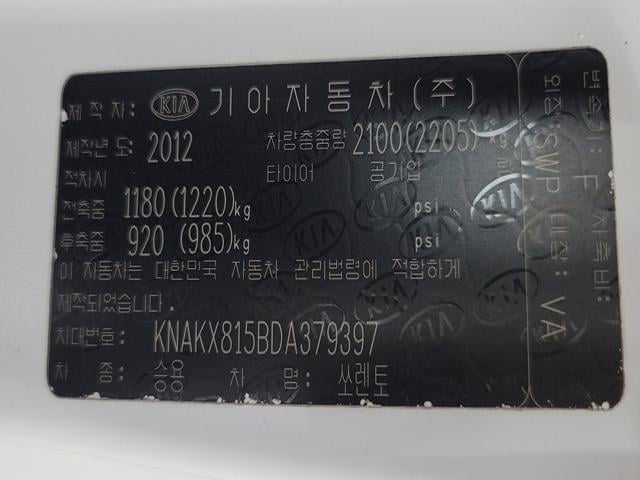 제작자: KIA 기아자동차(주)
제작년도: 2012 차량총중량 2100(2205)kg
적차시 타이어 공기압 림
전축중 1180(1220)kg psi
후축중 920 (985)kg psi
이 자동차는 대한민국 자동차 관리법령에 적합하게
제작되었습니다.
차대번호: KNAKX815BDA379397
차 종: 승용 차 명: 쏘렌토
변속기: F 차축비:
외장: SWP 내장: VA